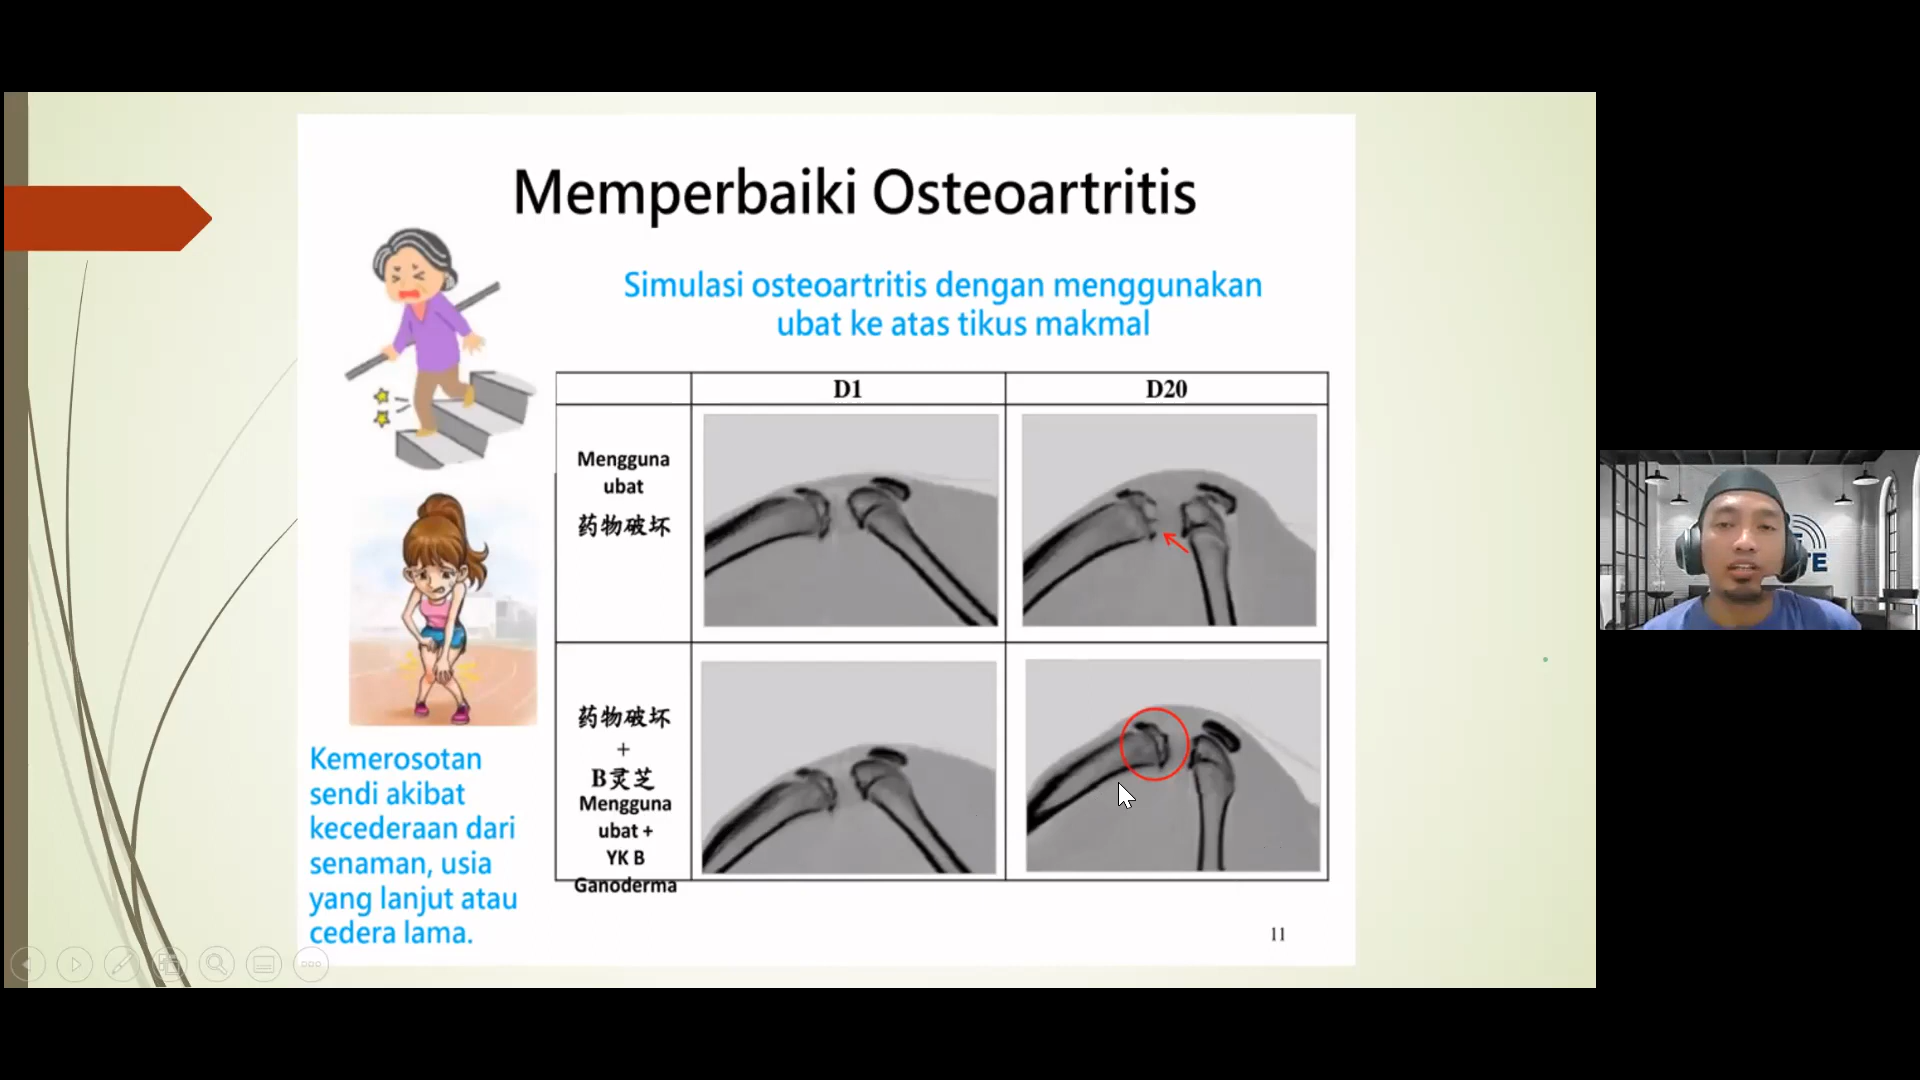 Memperbaiki Osteoartritis
Simulasi osteoartritis dengan menggunakan
ubat ke atas tikus makmal
D1
D20
Mengguna
ubat
药物破坏
药物破坏
+
B灵芝
Mengguna
ubat +
YK B
Ganoderma
Kemerosotan
sendi akibat
kecederaan dari
senaman, usia
yang lanjut atau
cedera lama.
11